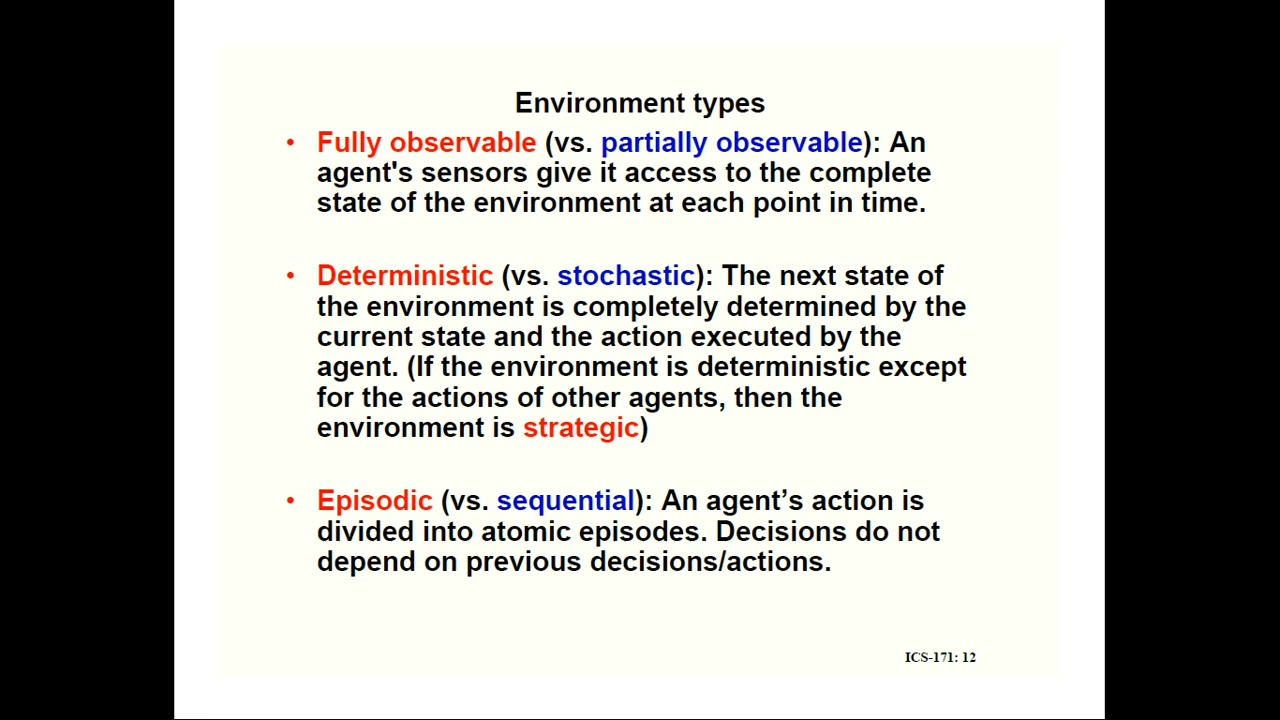 Environment types
• Fully observable (vs. partially observable): An
agent's sensors give it access to the complete
state of the environment at each point in time.
• Deterministic (vs. stochastic): The next state of
the environment is completely determined by the
current state and the action executed by the
agent. (If the environment is deterministic except
for the actions of other agents, then the
environment is strategic)
• Episodic (vs. sequential): An agent’s action is
divided into atomic episodes. Decisions do not
depend on previous decisions/actions.
ICS-171: 12